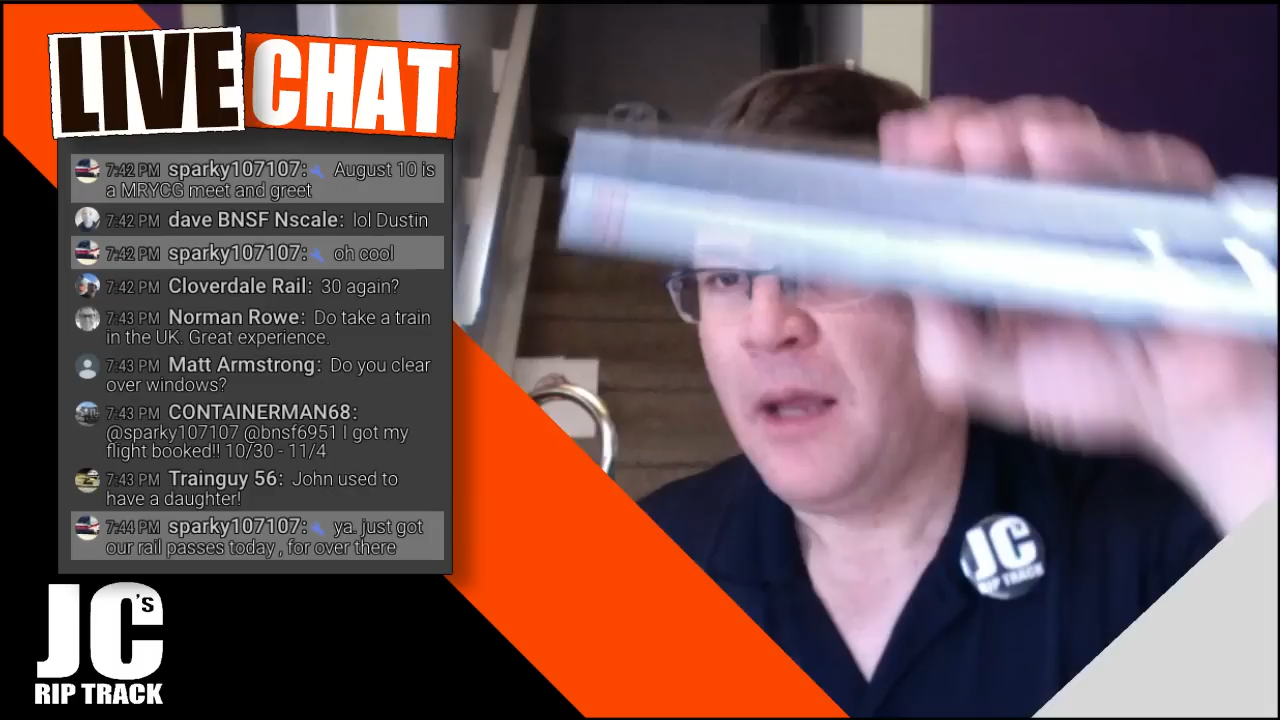 LIVE CHAT
7:42 PM sparky107107: August 10 is
a MRYCG meet and greet
7:42 PM dave BNSF Nscale: lol Dustin
7:42 PM sparky107107: oh cool
7:42 PM Cloverdale Rail: 30 again?
7:43 PM Norman Rowe: Do take a train
in the UK. Great experience.
7:43 PM Matt Armstrong: Do you clear
over windows?
7:43 PM CONTAINERMAN68:
@sparky107107 @bnsf6951 I got my
flight booked!! 10/30 - 11/4
7:43 PM Trainguy 56: John used to
have a daughter!
7:44 PM sparky107107: ya. just got
our rail passes today , for over there
JC'S
RIP TRACK
JC'S
RIP TRACK